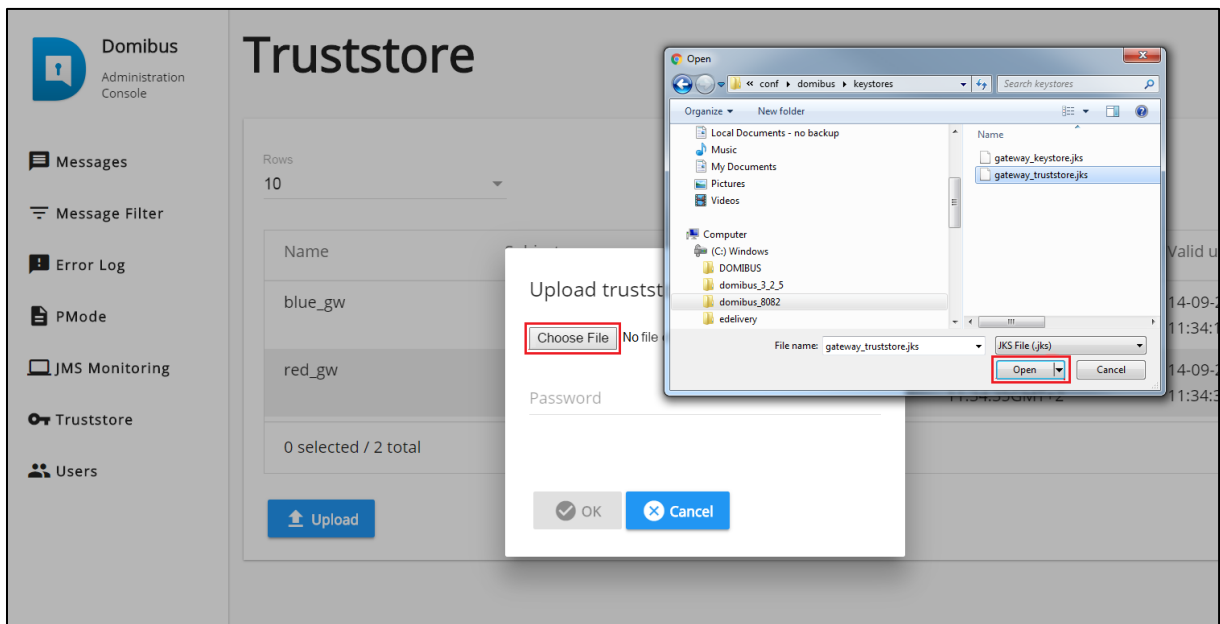 Domibus
Administration
Console
Messages
Message Filter
Error Log
PMode
JMS Monitoring
Truststore
Users
Truststore
Rows
10
Name
Valid u
blue_gw
14-09-2
11:34:1
red_gw
14-09-2
11:34:3
0 selected / 2 total
Upload
Upload trustst
Choose File No file
Password
OK
Cancel
Open
« conf domibus keystores
Search keystores
Organize New folder
Local Documents - no backup
Music
My Documents
Pictures
Videos
Computer
(C:) Windows
DOMIBUS
domibus_3_2_5
domibus_8082
edelivery
Name
gateway_keystore.jks
gateway_truststore.jks
File name: gateway_truststore.jks
JKS File (.jks)
Open Cancel